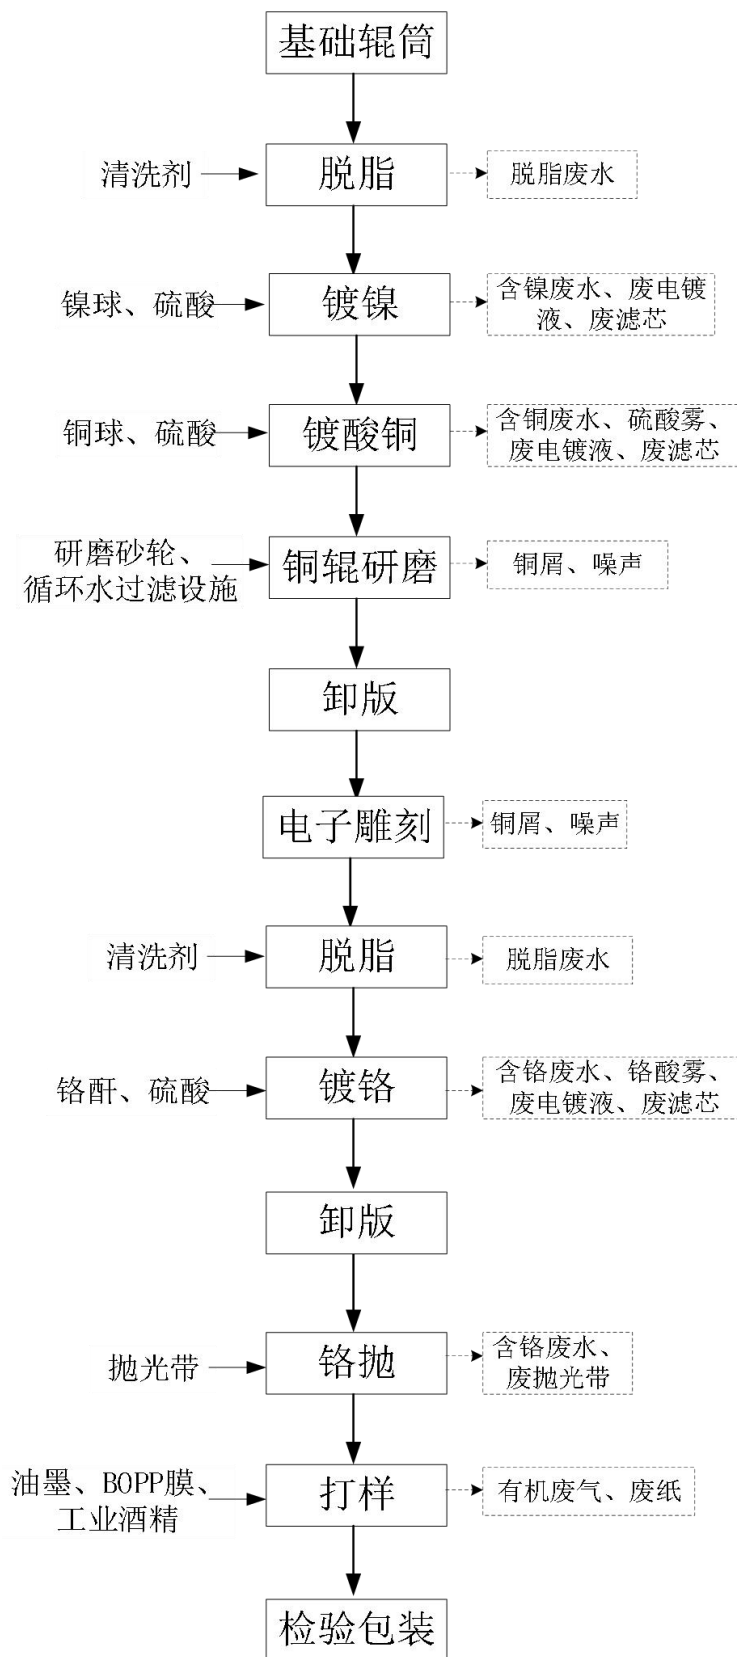 基础辊筒
清洗剂
脱脂
脱脂废水
镍球、硫酸
镀镍
含镍废水、废电镀
液、废滤芯
铜球、硫酸
镀酸铜
含铜废水、硫酸雾、
废电镀液、废滤芯
研磨砂轮、
循环水过滤设施
铜辊研磨
铜屑、噪声
卸版
电子雕刻
铜屑、噪声
清洗剂
脱脂
脱脂废水
铬酐、硫酸
镀铬
含铬废水、铬酸雾、
废电镀液、废滤芯
卸版
抛光带
铬抛
含铬废水、
废抛光带
油墨、BOPP膜、
工业酒精
打样
有机废气、废纸
检验包装